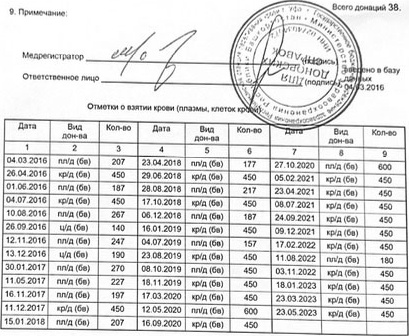 9. Примечание:
Всего донаций 38.
Медрегистратор
(подпись)
Ответственное лицо
(подпись)
введено в базу
данных
04.03.2016
ДЛЯ
ДОНОРСКИХ
СПРАВОК
Отметки о взятии крови (плазмы, клеток крови)
Дата Вид дон-ва Кол-во Дата Вид дон-ва Кол-во Дата Вид дон-ва Кол-во
1 2 3 4 5 6 7 8 9
04.03.2016 пл/д (бв) 207 23.04.2018 пл/д (бв) 177 27.10.2020 пл/д (бв) 600
26.04.2016 кр/д (бв) 450 29.06.2018 кр/д (бв) 450 05.02.2021 кр/д (бв) 450
01.06.2016 пл/д (бв) 187 28.08.2018 пл/д (бв) 217 23.04.2021 кр/д (бв) 450
04.07.2016 кр/д (бв) 450 17.10.2018 кр/д (бв) 450 08.07.2021 кр/д (бв) 450
10.08.2016 пл/д (бв) 267 06.12.2018 пл/д (бв) 187 24.09.2021 кр/д (бв) 450
26.09.2016 ц/д (бв) 140 16.01.2019 кр/д (бв) 450 09.12.2021 кр/д (бв) 450
12.11.2016 пл/д (бв) 247 04.07.2019 пл/д (бв) 157 17.02.2022 кр/д (бв) 450
13.12.2016 ц/д (бв) 190 23.08.2019 кр/д (бв) 450 11.08.2022 пл/д (бв) 180
30.01.2017 пл/д (бв) 270 08.10.2019 пл/д (бв) 450 03.11.2022 кр/д (бв) 450
11.05.2017 пл/д (бв) 227 18.11.2019 кр/д (бв) 450 18.01.2023 кр/д (бв) 450
16.11.2017 пл/д (бв) 197 17.03.2020 кр/д (бв) 450 23.03.2023 кр/д (бв) 450
11.12.2017 кр/д (бв) 450 12.05.2020 пл/д (бв) 600 23.05.2023 кр/д (бв) 450
15.01.2018 пл/д (бв) 207 16.09.2020 кр/д (бв) 450